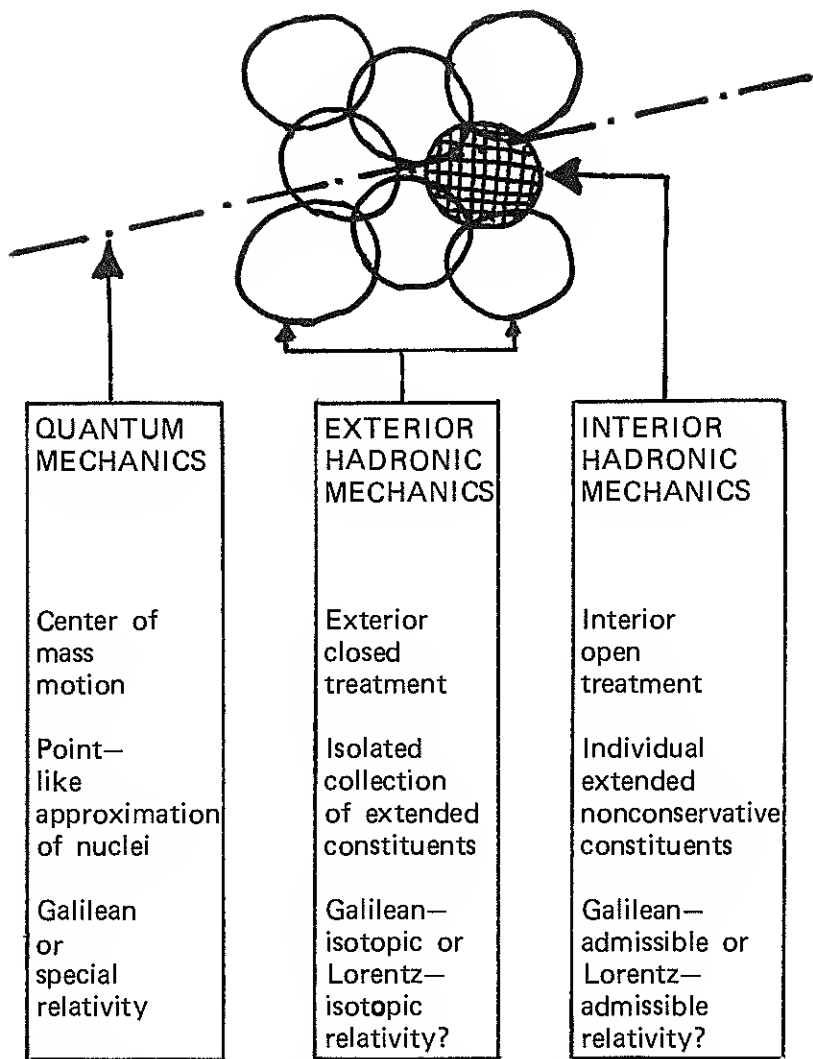 QUANTUM
MECHANICS
Center of
mass
motion
Point—
like
approximation
of nuclei
Galilean
or
special
relativity
EXTERIOR
HADRONIC
MECHANICS
Exterior
closed
treatment
Isolated
collection
of extended
constituents
Galilean—
isotopic or
Lorentz—
isotopic
relativity?
INTERIOR
HADRONIC
MECHANICS
Interior
open
treatment
Individual
extended
nonconservative
constituents
Galilean—
admissible or
Lorentz—
admissible
relativity?